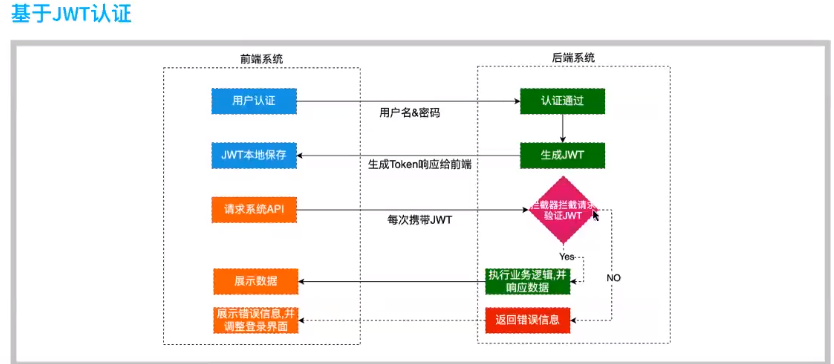 基于JWT认证
前端系统
后端系统
用户认证
用户名&密码
认证通过
JWT本地保存
生成Token响应给前端
生成JWT
请求系统API
每次携带JWT
拦截器拦截请求
验证JWT
Yes
NO
展示数据
执行业务逻辑,并
响应数据
展示错误信息,并
调整登录界面
返回错误信息